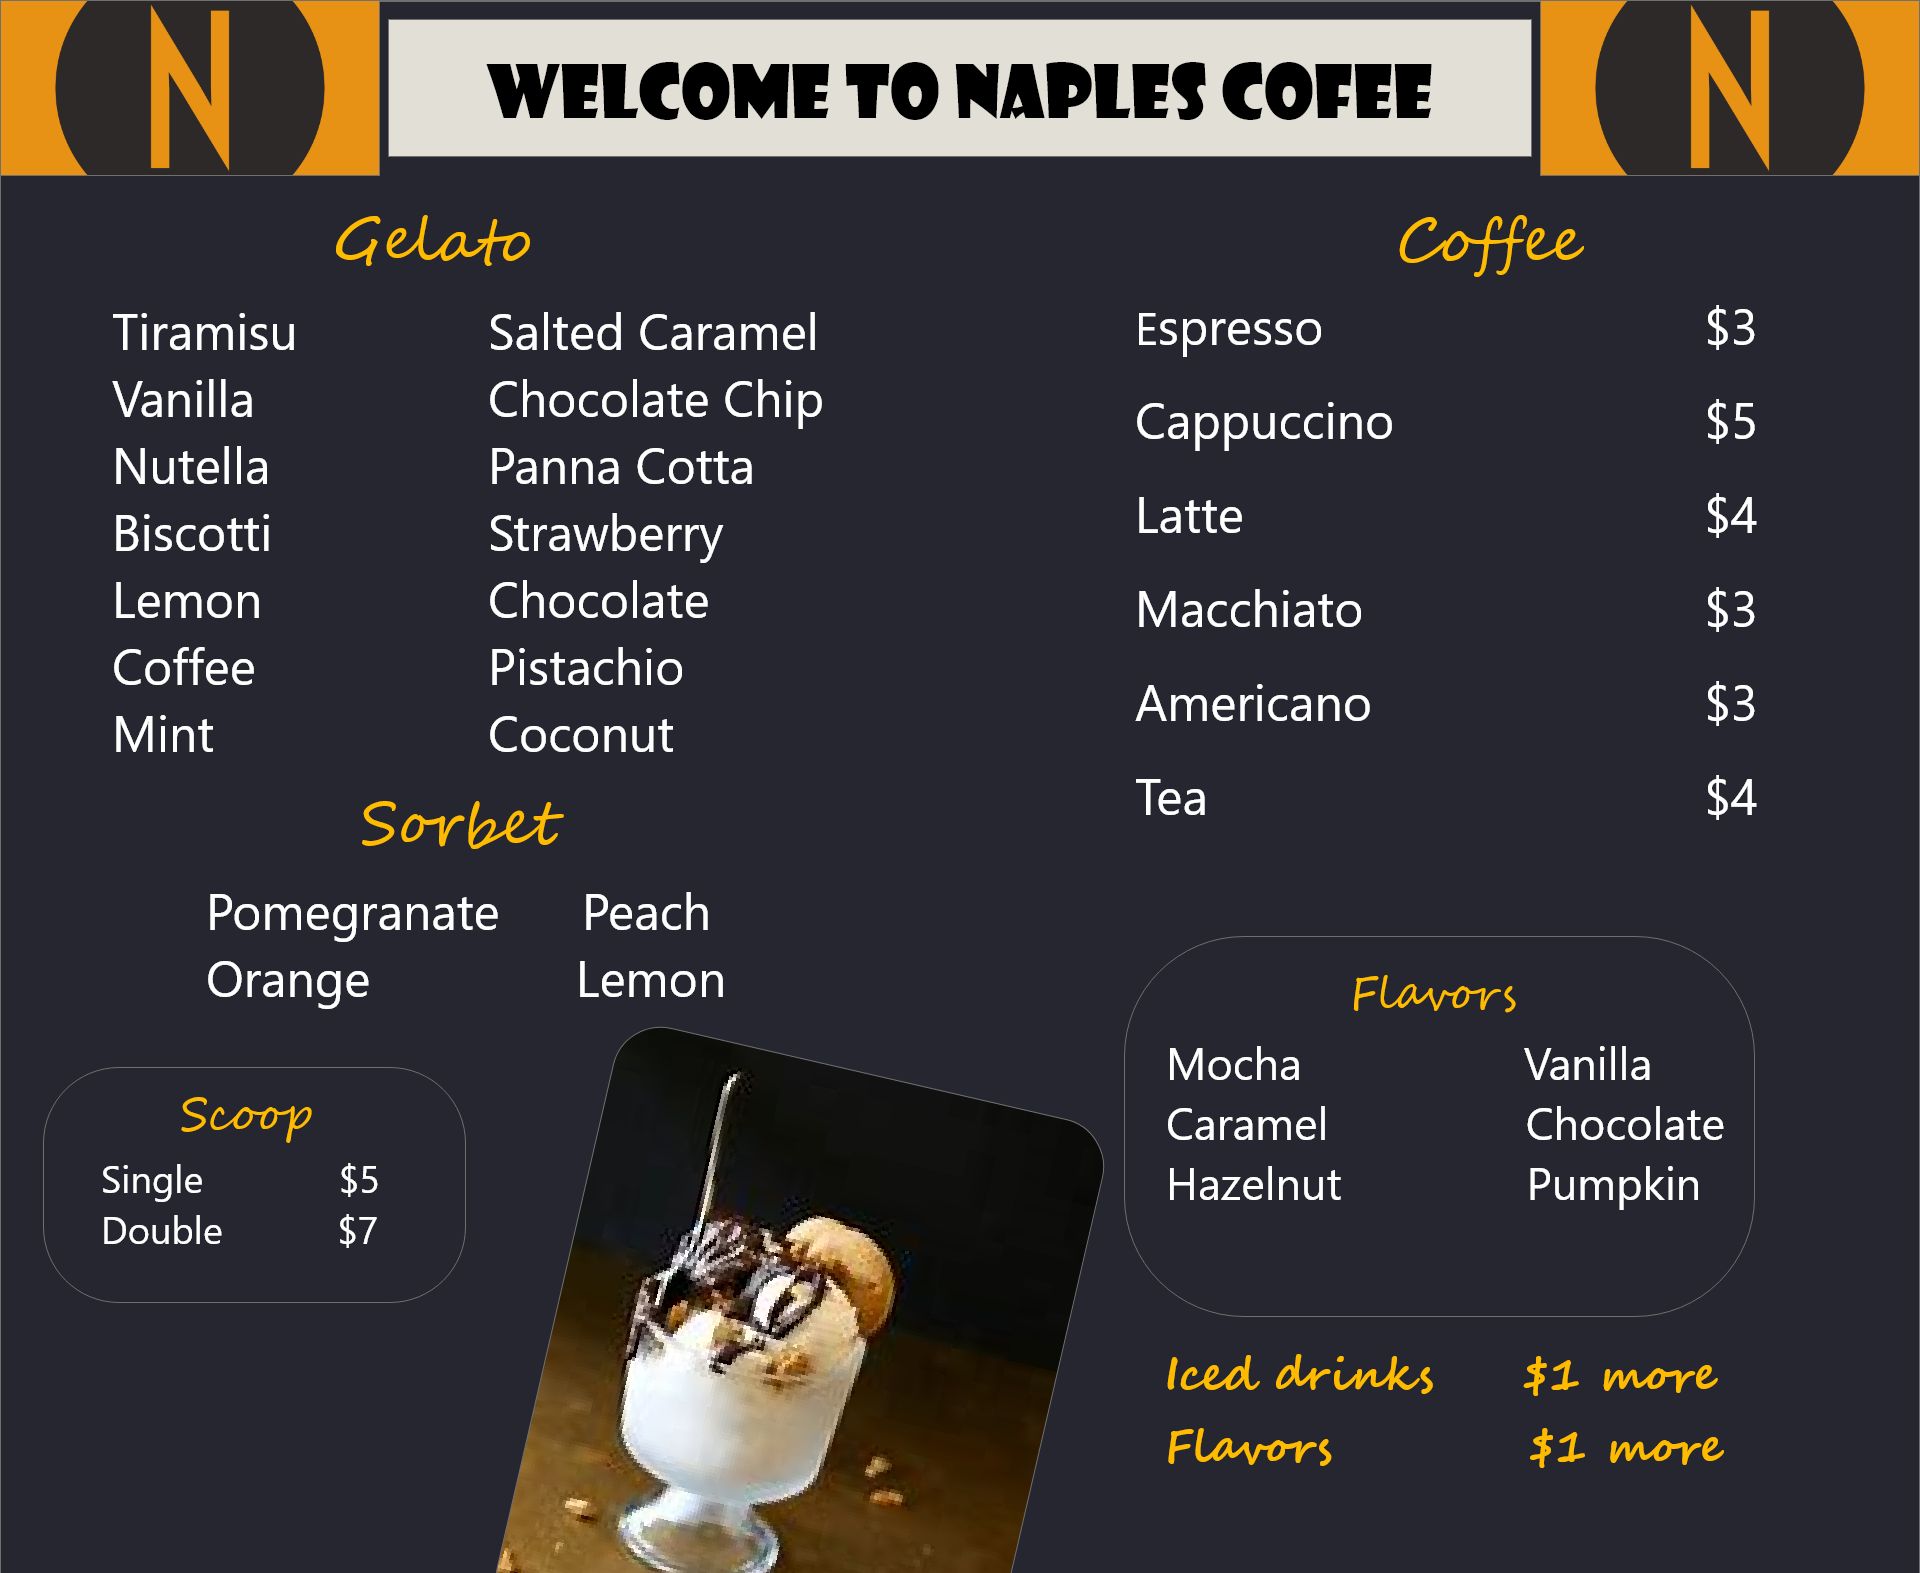 N
WELCOME TO NAPLES COFEE
N
Gelato
Tiramisu Salted Caramel
Vanilla Chocolate Chip
Nutella Panna Cotta
Biscotti Strawberry
Lemon Chocolate
Coffee Pistachio
Mint Coconut
Sorbet
Pomegranate Peach
Orange Lemon
Scoop
Single $5
Double $7
Coffee
Espresso $3
Cappuccino $5
Latte $4
Macchiato $3
Americano $3
Tea $4
Flavors
Mocha Vanilla
Caramel Chocolate
Hazelnut Pumpkin
Iced drinks $1 more
Flavors $1 more